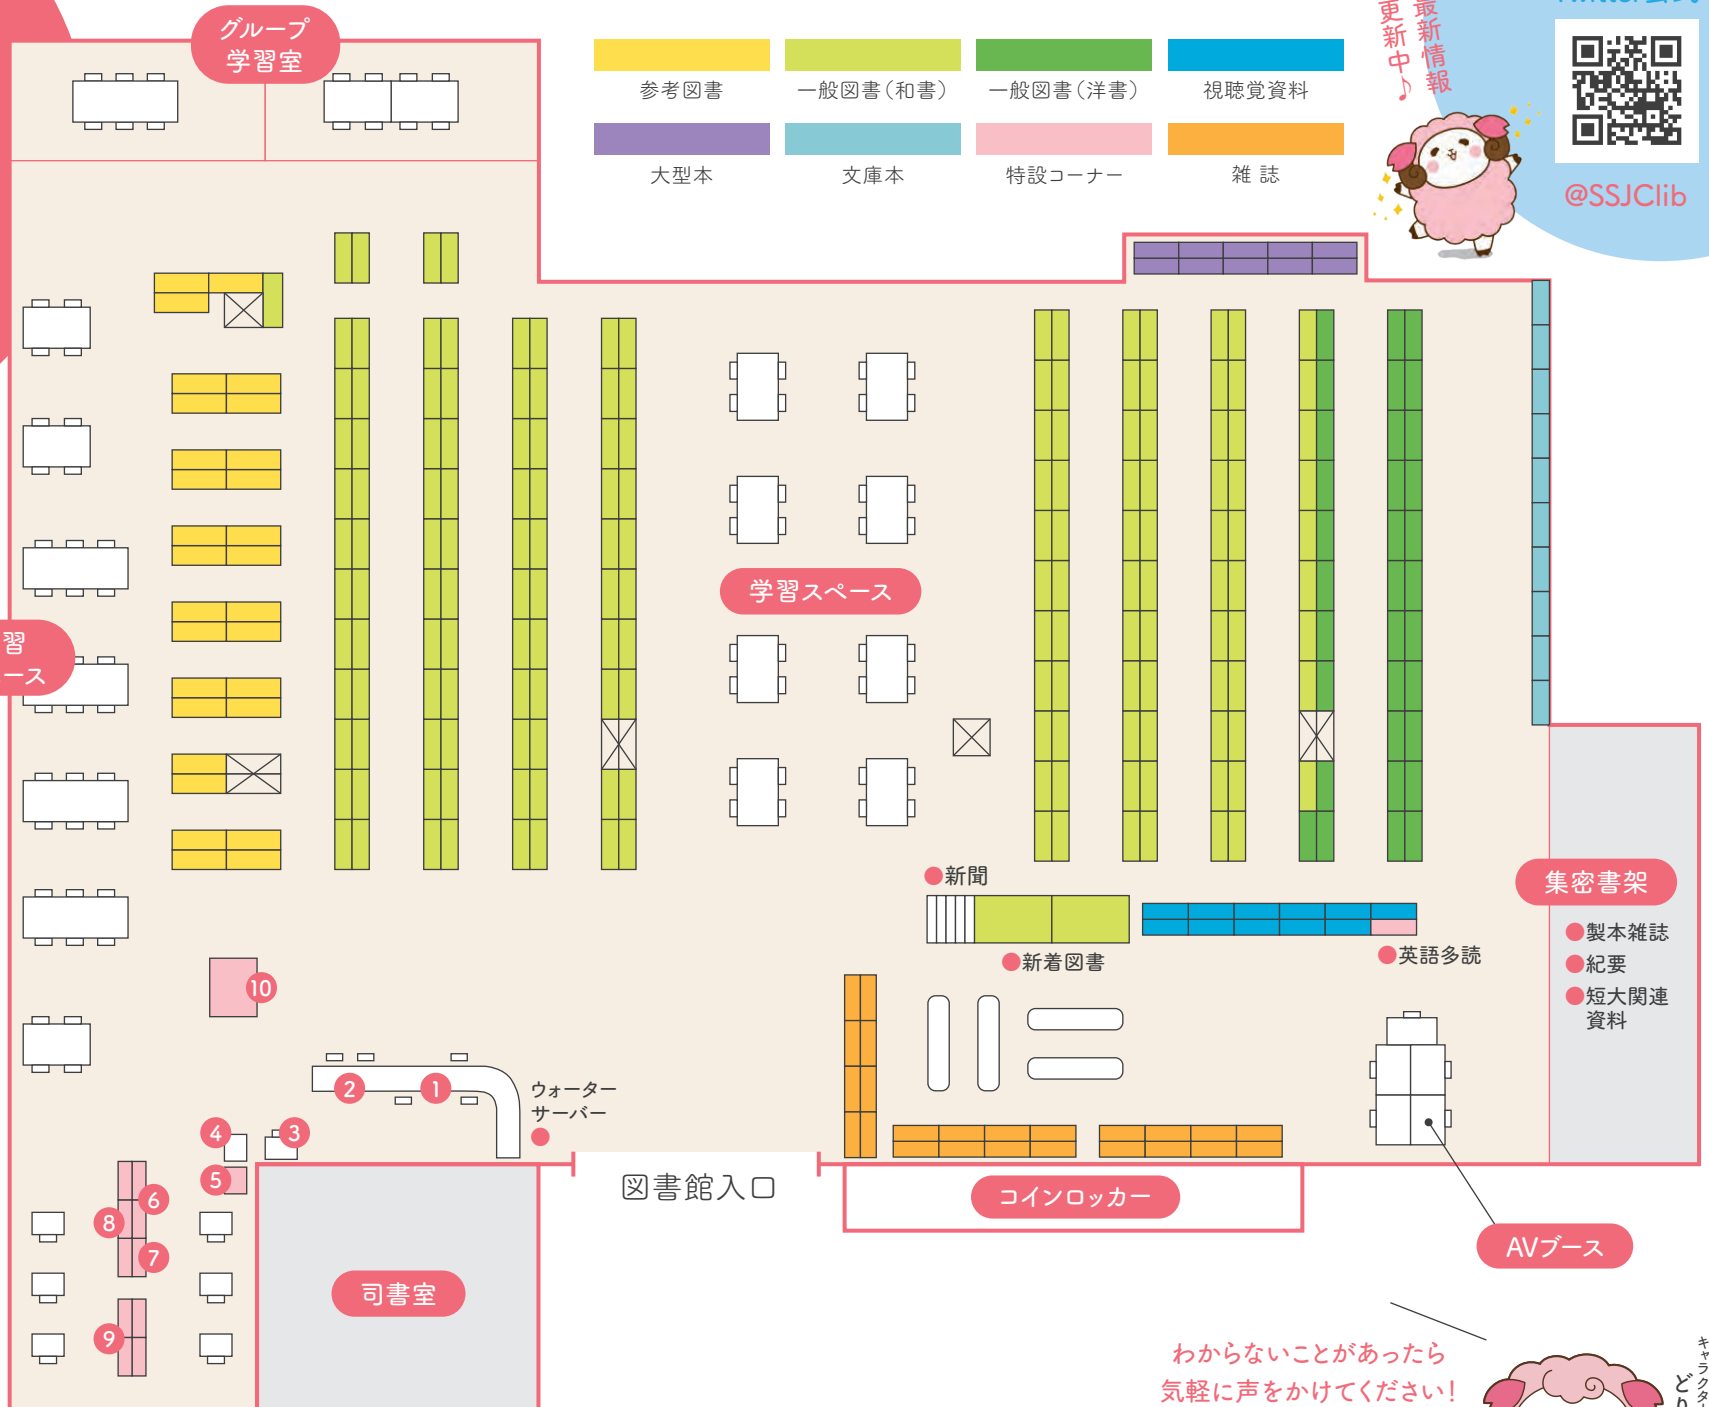 グループ
学習室
参考図書
一般図書(和書)
一般図書(洋書)
視聴覚資料
大型本
文庫本
特設コーナー
雑 誌
最新情報
更新中♪
@SSJClib
学習スペース
習
ース
●新聞
●新着図書
●英語多読
集密書架
●製本雑誌
●紀要
●短大関連
資料
10
2
1
ウォーター
サーバー
4
3
5
6
8
7
9
図書館入口
コインロッカー
AVブース
司書室
わからないことがあったら
気軽に声をかけてください!
キャラクター